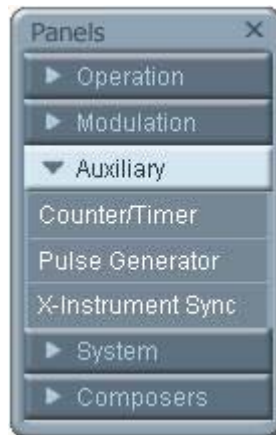 Panels
Operation
Modulation
Auxiliary
Counter/Timer
Pulse Generator
X-Instrument Sync
System
Composers